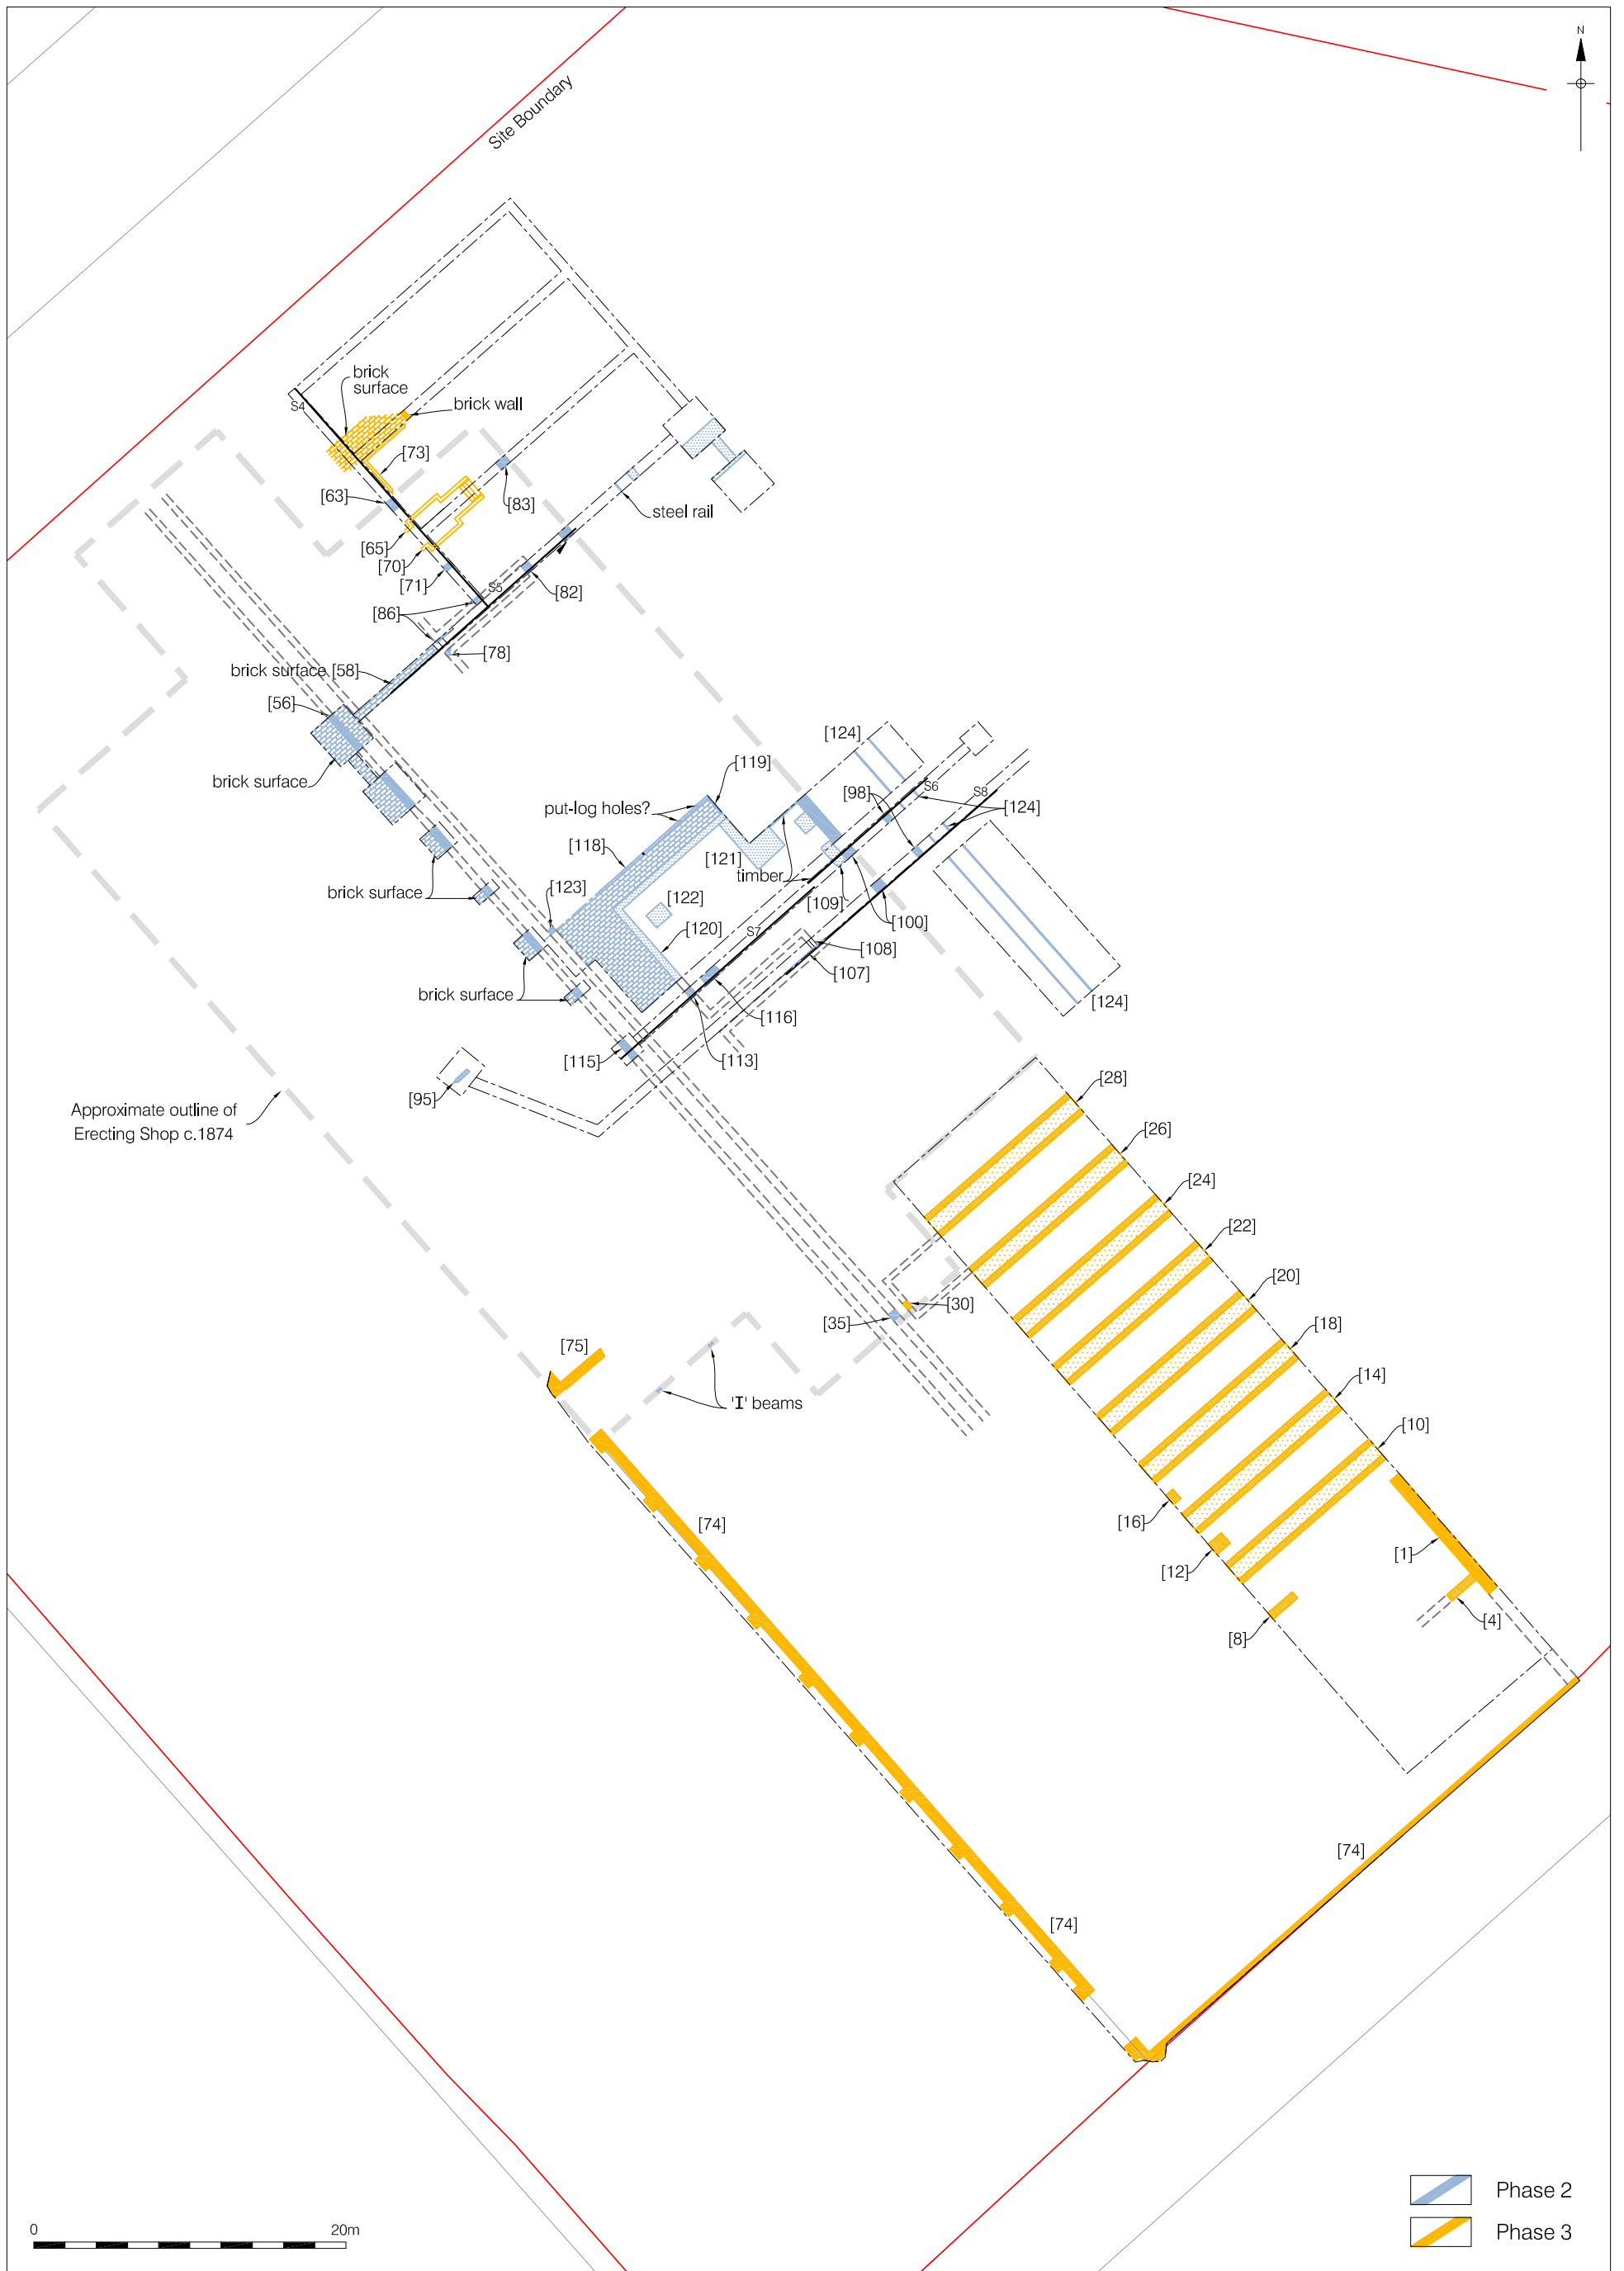 N
Site Boundary
brick
surface
S4
brick wall
[73]
[63]
[83]
steel rail
[65]
[70]
[71]
S5
[82]
[86]
[78]
brick surface [58]
[56]
brick surface
[124]
[119]
S6
S8
[98]
[124]
put-log holes?
[118]
[121]
timber
brick surface
[123]
[122]
[109]
[100]
[120]
S7
[108]
[107]
brick surface
[124]
[116]
[115]
[113]
[95]
[28]
Approximate outline of
Erecting Shop c.1874
[26]
[24]
[22]
[20]
[30]
[35]
[18]
[75]
[14]
'I' beams
[10]
[74]
[16]
[1]
[12]
[4]
[8]
[74]
[74]
Phase 2
0
20m
Phase 3